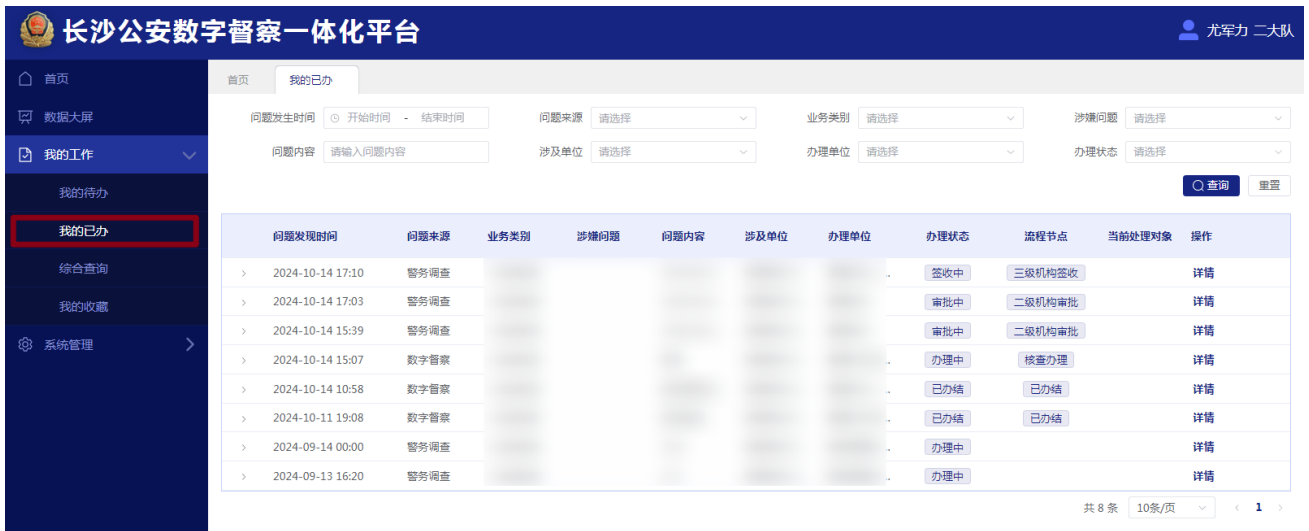 长沙公安数字督察一体化平台
尤军力 二大队
首页
数据大屏
我的工作
我的待办
我的已办
综合查询
我的收藏
系统管理
首页 我的已办
问题发生时间 开始时间 - 结束时间 问题来源 请选择 业务类别 请选择 涉嫌问题 请选择
问题内容 请输入问题内容 涉及单位 请选择 办理单位 请选择 办理状态 请选择
查询 重置
问题发现时间 问题来源 业务类别 涉嫌问题 问题内容 涉及单位 办理单位 办理状态 流程节点 当前处理对象 操作
2024-10-14 17:10 警务调查 签收中 三级机构签收 详情
2024-10-14 17:03 警务调查 审批中 二级机构审批 详情
2024-10-14 15:39 警务调查 审批中 二级机构审批 详情
2024-10-14 15:07 数字督察 办理中 核查办理 详情
2024-10-14 10:58 数字督察 已办结 已办结 详情
2024-10-11 19:08 数字督察 已办结 已办结 详情
2024-09-14 00:00 警务调查 办理中 详情
2024-09-13 16:20 警务调查 办理中 详情
共 8 条 10条/页 1